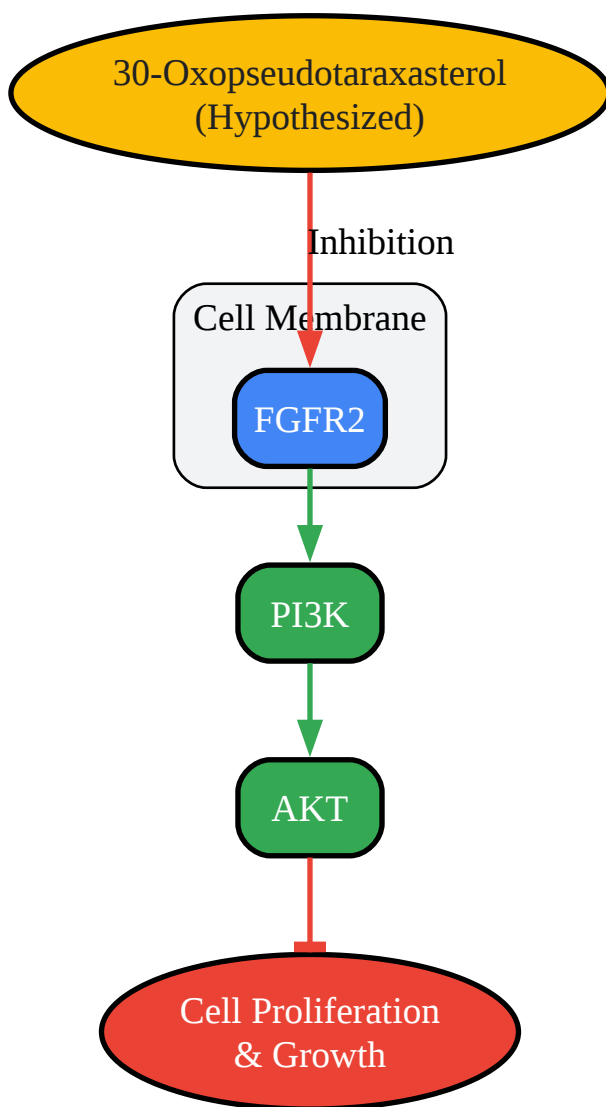 30-Oxopseudotaraxasterol
(Hypothesized)
Inhibition
Cell Membrane
FGFR2
PI3K
AKT
Cell Proliferation
& Growth